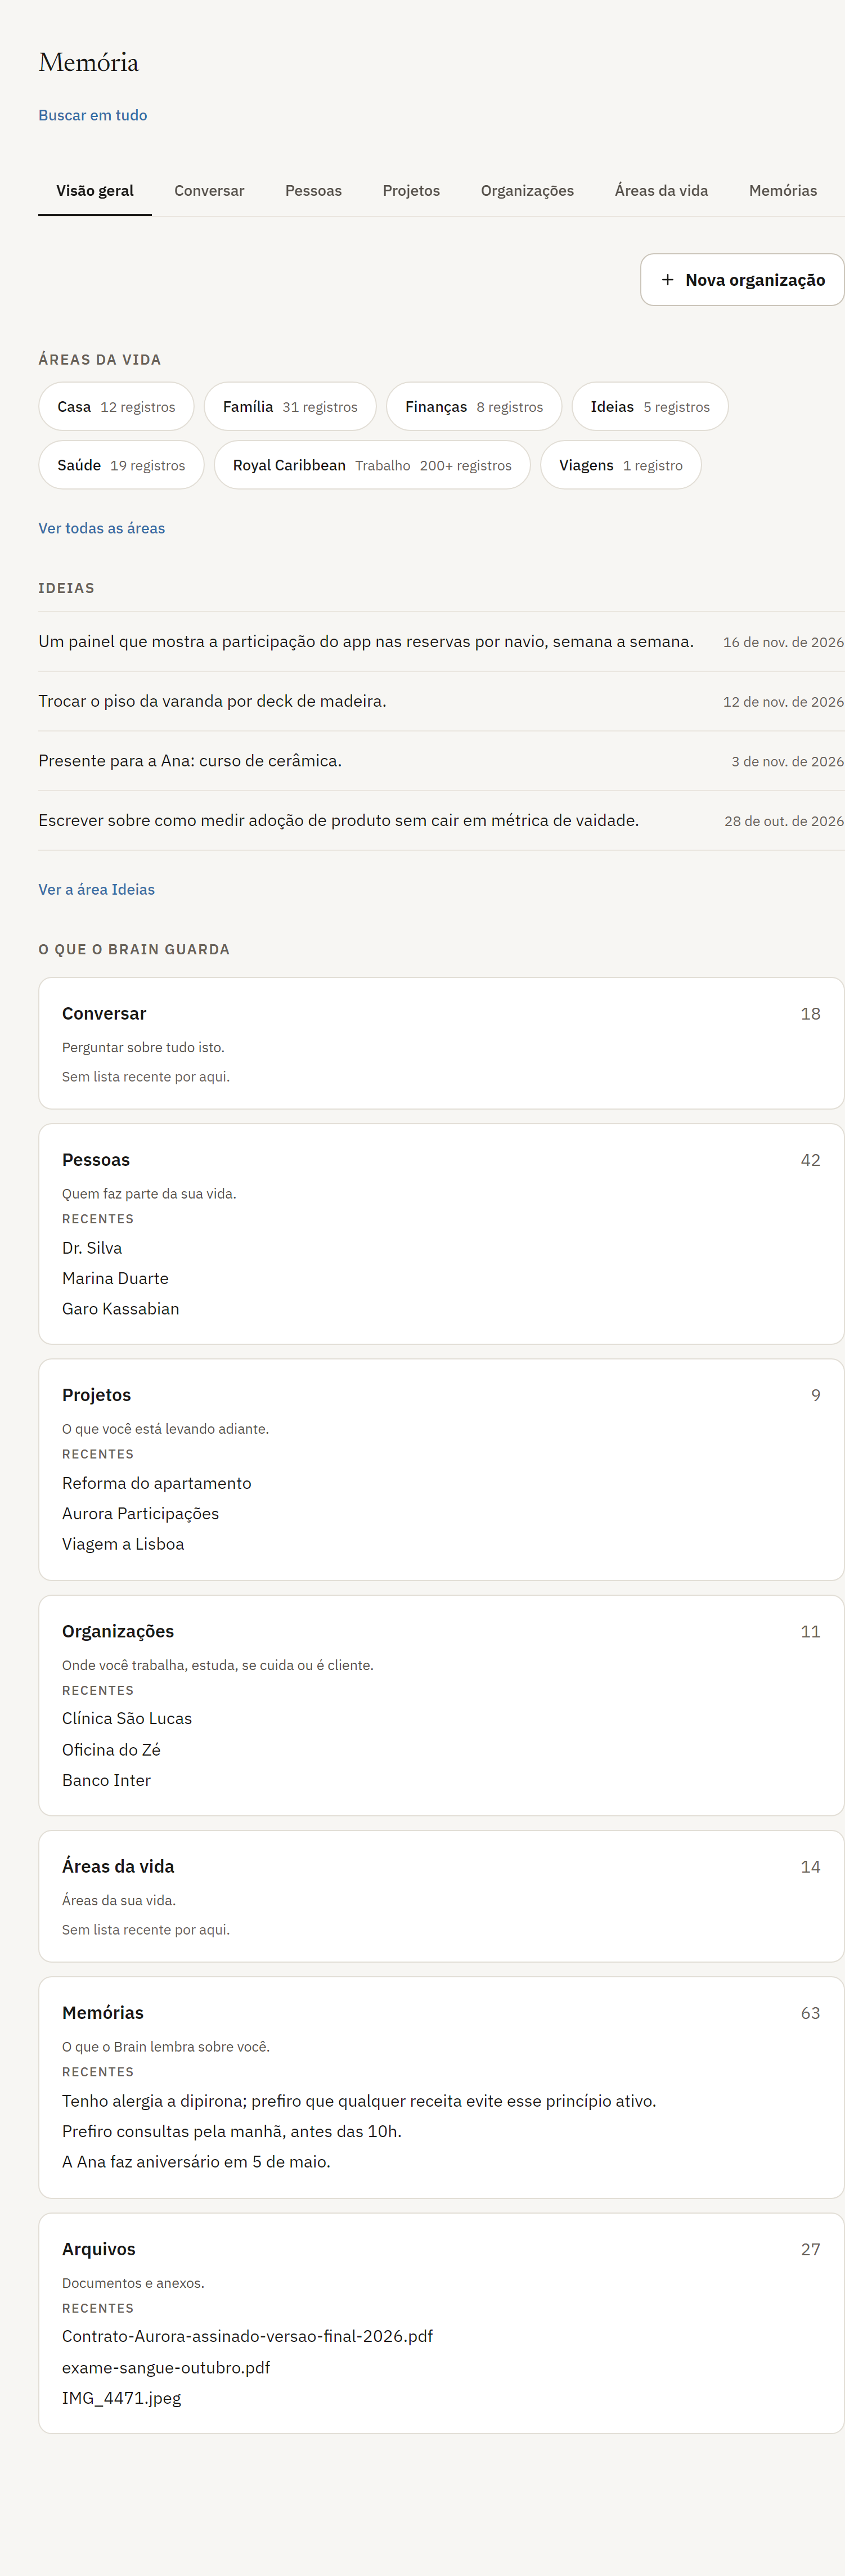 Memória
Buscar em tudo
Visão geral Conversar Pessoas Projetos Organizações Áreas da vida Memórias
+ Nova organização
ÁREAS DA VIDA
Casa 12 registros Família 31 registros Finanças 8 registros Ideias 5 registros
Saúde 19 registros Royal Caribbean Trabalho 200+ registros Viagens 1 registro
Ver todas as áreas
IDEIAS
Um painel que mostra a participação do app nas reservas por navio, semana a semana. 16 de nov. de 2026
Trocar o piso da varanda por deck de madeira. 12 de nov. de 2026
Presente para a Ana: curso de cerâmica. 3 de nov. de 2026
Escrever sobre como medir adoção de produto sem cair em métrica de vaidade. 28 de out. de 2026
Ver a área Ideias
O QUE O BRAIN GUARDA
Conversar 18
Perguntar sobre tudo isto.
Sem lista recente por aqui.
Pessoas 42
Quem faz parte da sua vida.
RECENTES
Dr. Silva
Marina Duarte
Garo Kassabian
Projetos 9
O que você está levando adiante.
RECENTES
Reforma do apartamento
Aurora Participações
Viagem a Lisboa
Organizações 11
Onde você trabalha, estuda, se cuida ou é cliente.
RECENTES
Clínica São Lucas
Oficina do Zé
Banco Inter
Áreas da vida 14
Áreas da sua vida.
Sem lista recente por aqui.
Memórias 63
O que o Brain lembra sobre você.
RECENTES
Tenho alergia a dipirona; prefiro que qualquer receita evite esse princípio ativo.
Prefiro consultas pela manhã, antes das 10h.
A Ana faz aniversário em 5 de maio.
Arquivos 27
Documentos e anexos.
RECENTES
Contrato-Aurora-assinado-versao-final-2026.pdf
exame-sangue-outubro.pdf
IMG_4471.jpeg